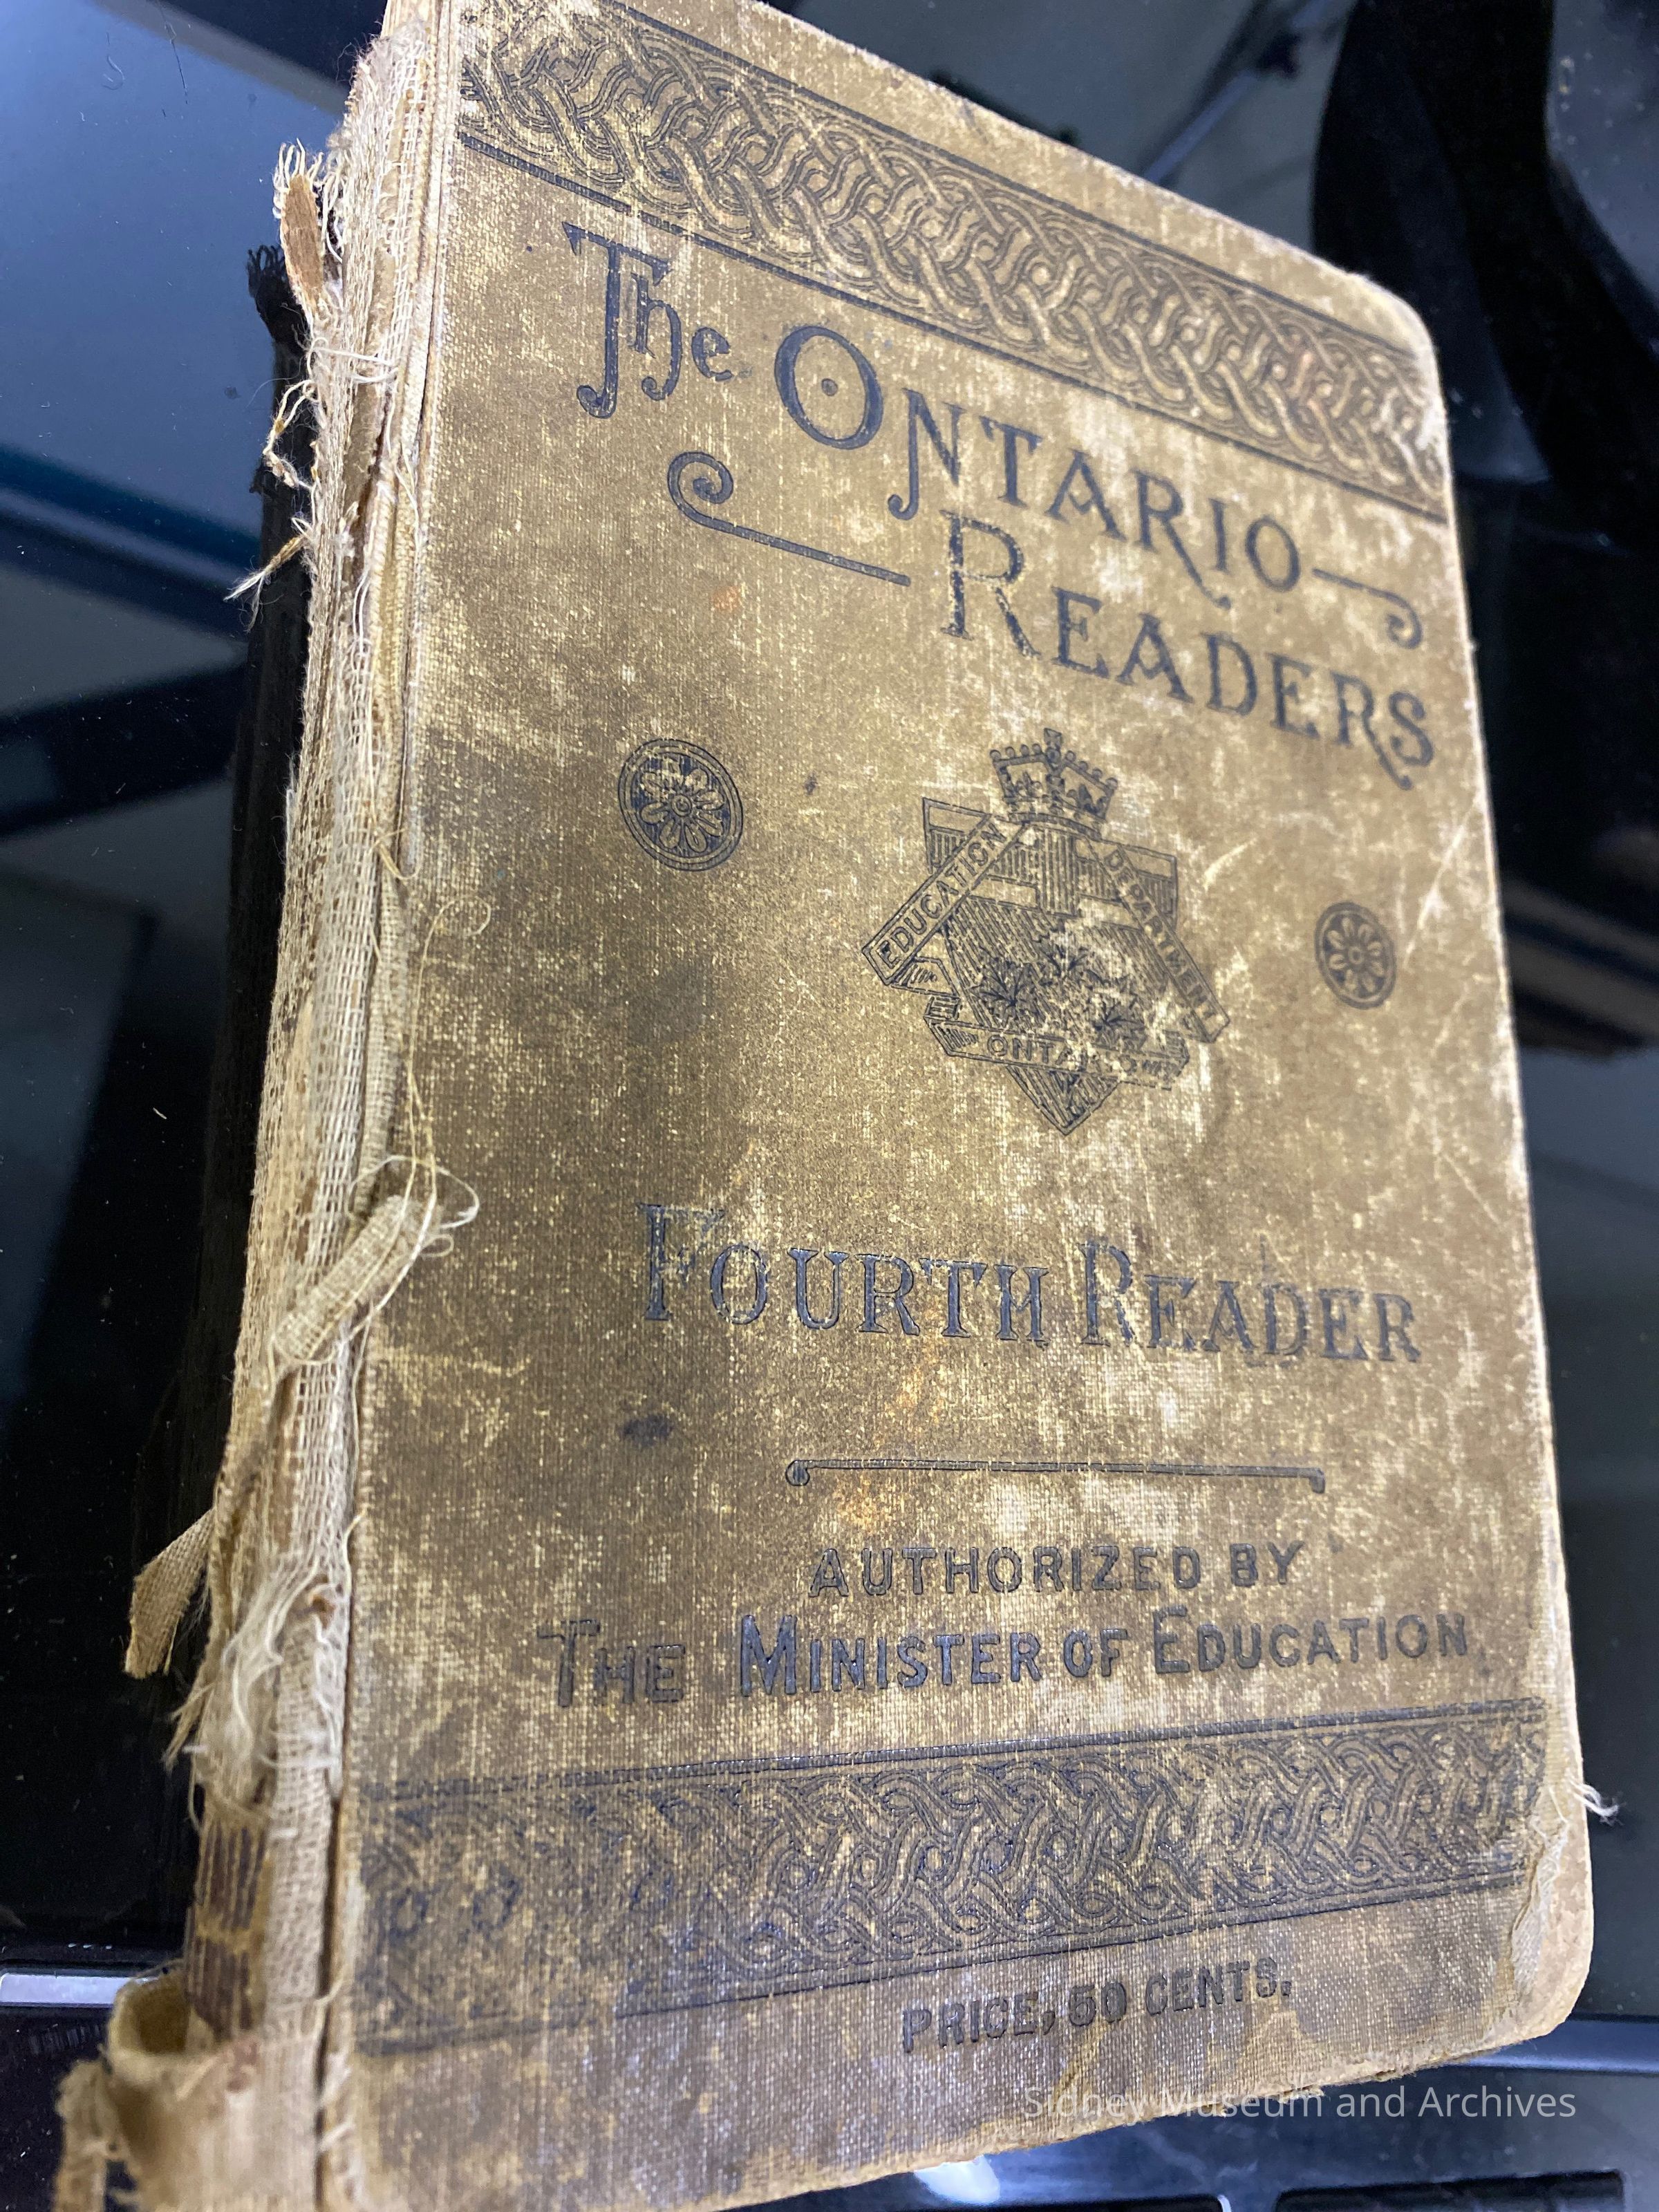 The Ontario
Readers
EDUCATION
DEPARTMENT
ONTARIO
Fourth Reader
AUTHORIZED BY
THE MINISTER OF EDUCATION
PRICE, 50 CENTS.
Sidney Museum and Archives